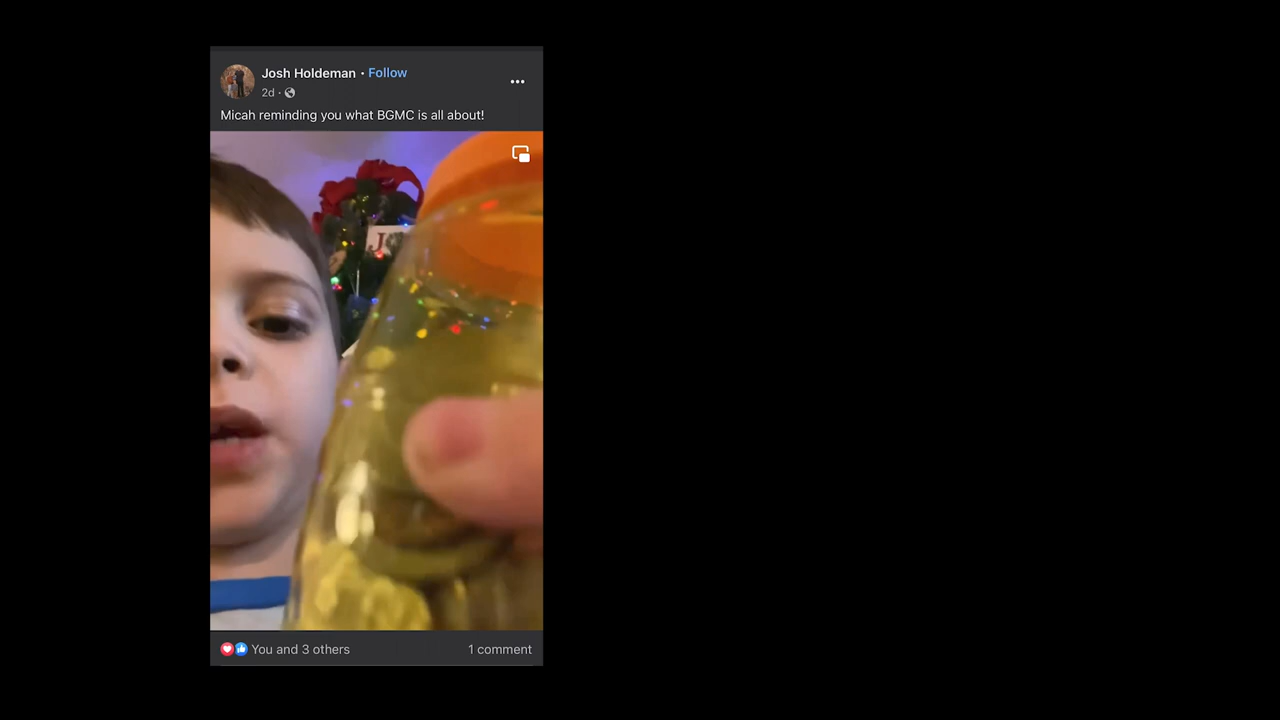 Josh Holdeman · Follow
2d ·
Micah reminding you what BGMC is all about!
You and 3 others
1 comment